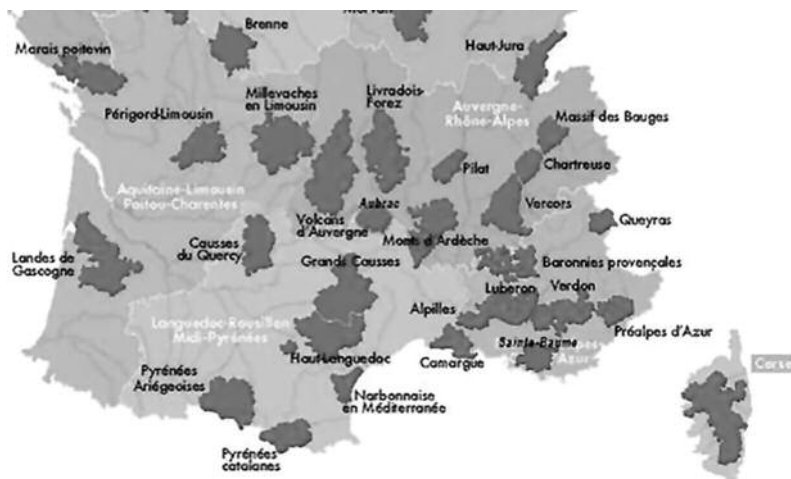 Brenne
Haut-Jura
Marais poitevin
Millevaches
en Limousin
Livradois-
Forez
Auvergne-
Rhône-Alpes
Massif des Bauges
Périgord-Limousin
Chartreuse
Pilat
Aquitaine-Limousin
Poitou-Charentes
Aubrac
Vercors
Queyras
Volcans
d'Auvergne
Causses
du Quercy
Monts d'Ardèche
Landes de
Gascogne
Grands Causses
Baronnies provençales
Luberon
Verdon
Alpilles
Languedoc-Rousillon
Midi-Pyrénées
Préalpes d'Azur
Sainte-Baume
Haut-Languedoc
Camargue
Corse
Pyrénées
Ariégeoises
Narbonnaise
en Méditerranée
Pyrénées
catalanes